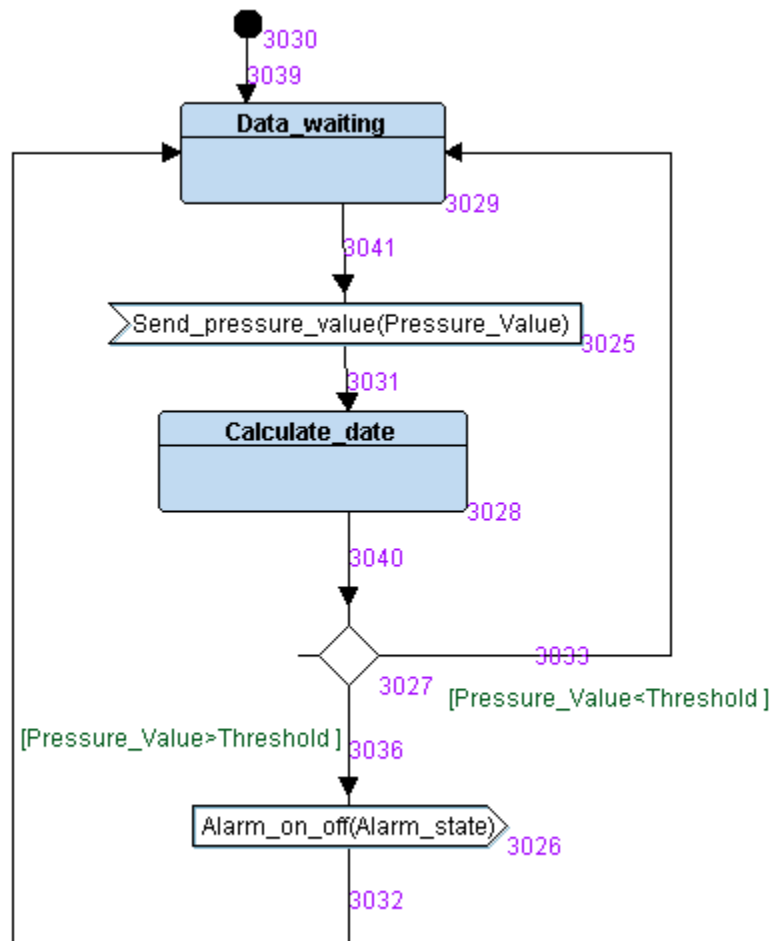 3030
3039
Data_waiting
3029
3041
Send_pressure_value(Pressure_Value)
3025
3031
Calculate_date
3028
3040
3033
3027
[Pressure_Value<Threshold ]
[Pressure_Value>Threshold ]
3036
Alarm_on_off(Alarm_state)
3026
3032